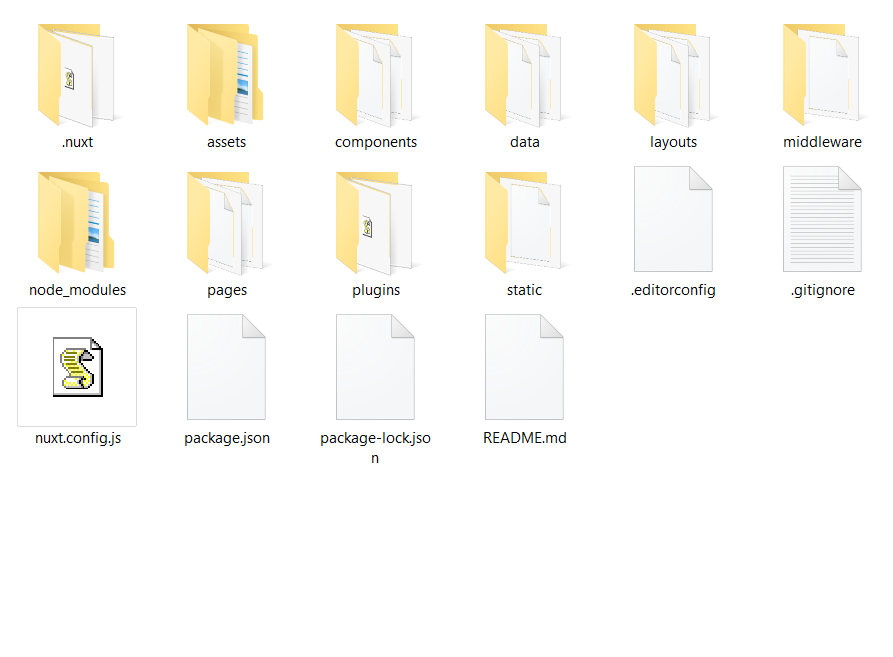 .nuxt
assets
components
data
layouts
middleware
node_modules
pages
plugins
static
.editorconfig
.gitignore
nuxt.config.js
package.json
package-lock.jso
n
README.md